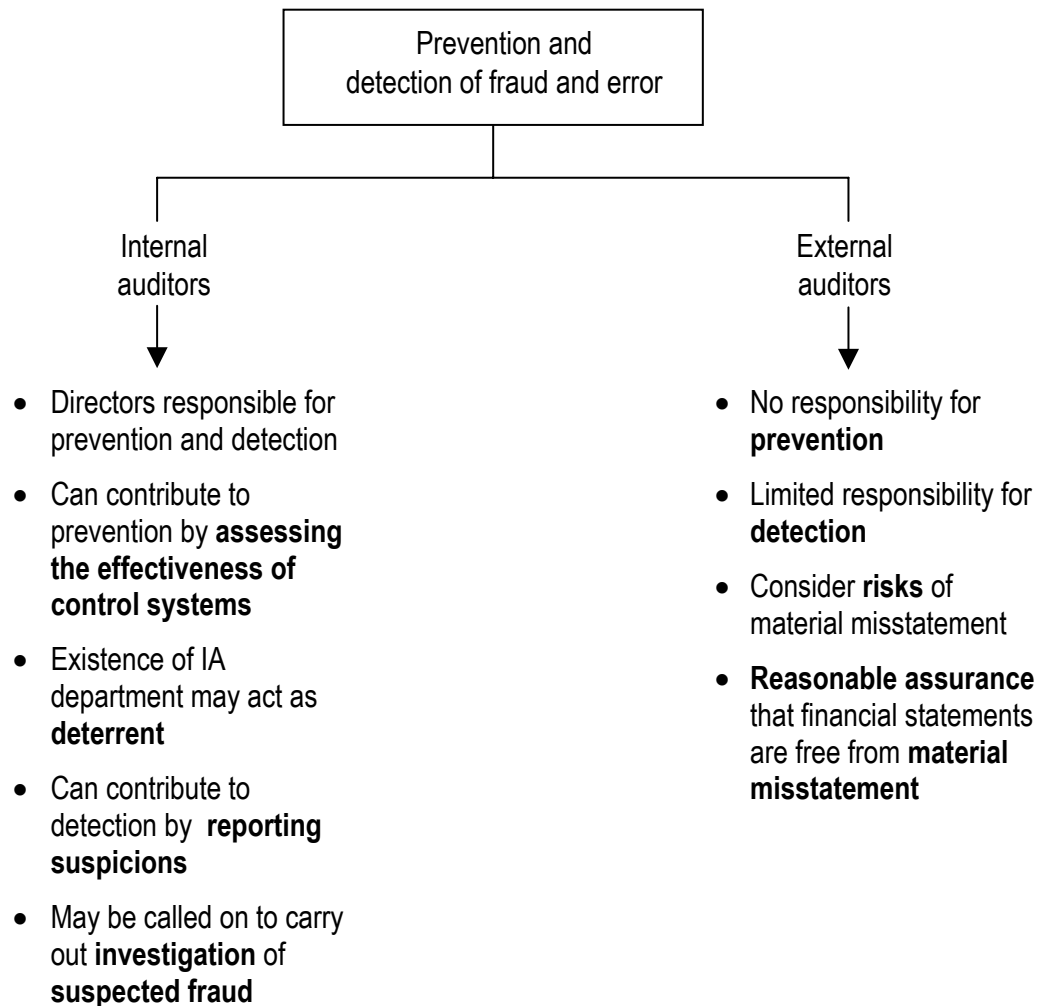 Prevention and
detection of fraud and error
Internal
auditors
• Directors responsible for
prevention and detection
• Can contribute to
prevention by assessing
the effectiveness of
control systems
• Existence of IA
department may act as
deterrent
• Can contribute to
detection by reporting
suspicions
• May be called on to carry
out investigation of
suspected fraud
External
auditors
• No responsibility for
prevention
• Limited responsibility for
detection
• Consider risks of
material misstatement
• Reasonable assurance
that financial statements
are free from material
misstatement